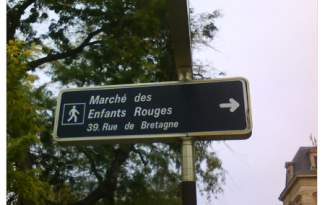 Marché des
Enfants Rouges
39, Rue de Bretagne